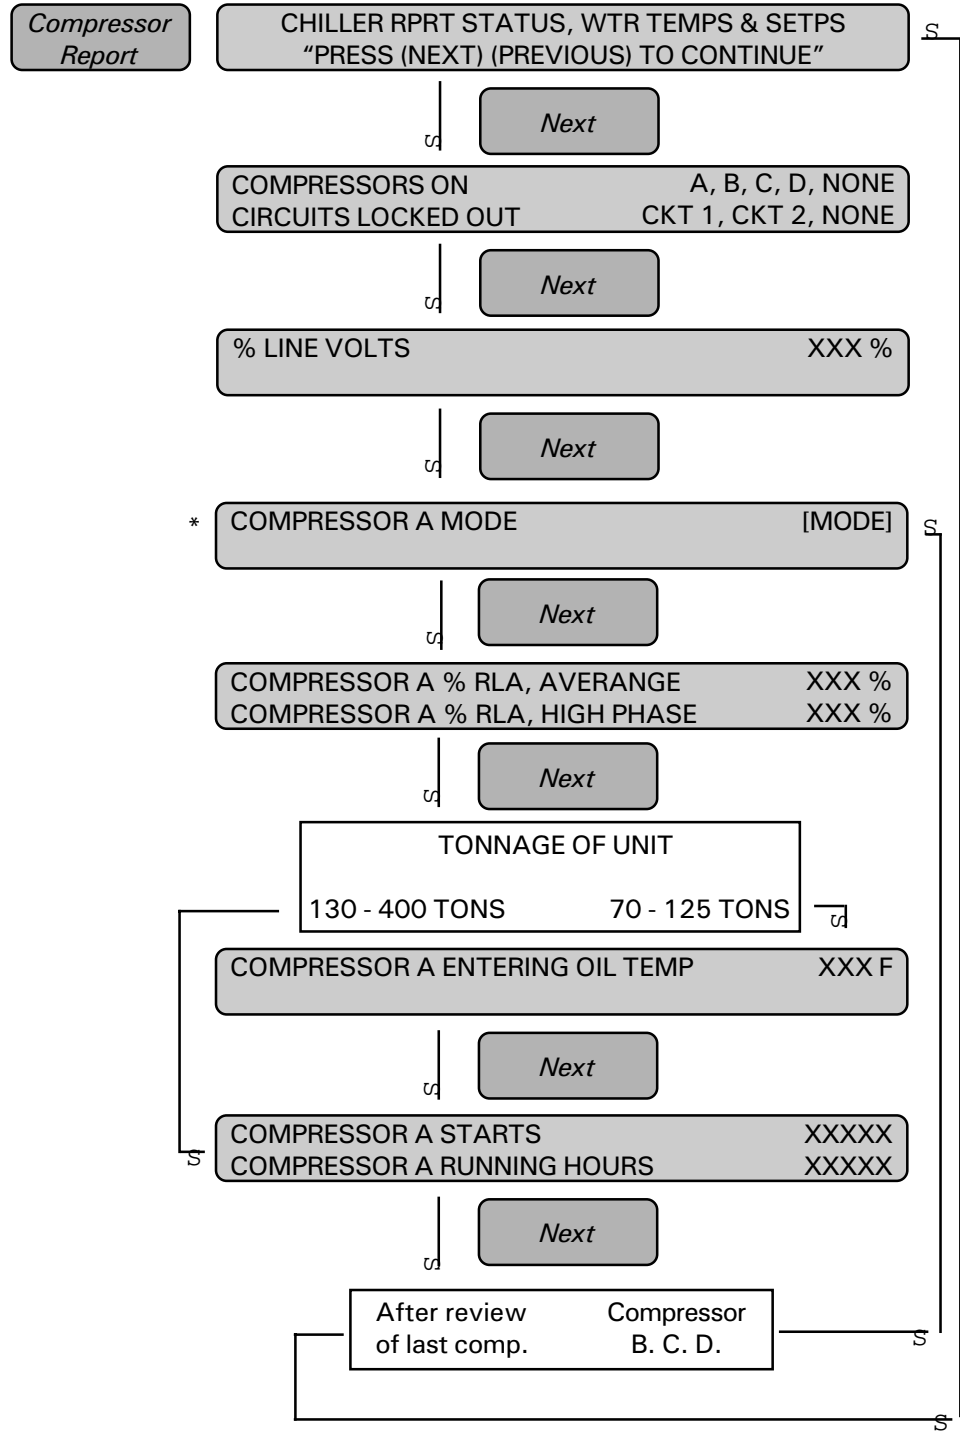 Compressor
Report
CHILLER RPRT STATUS, WTR TEMPS & SETPS
“PRESS (NEXT) (PREVIOUS) TO CONTINUE”
S
S
Next
COMPRESSORS ON A, B, C, D, NONE
CIRCUITS LOCKED OUT CKT 1, CKT 2, NONE
S
Next
% LINE VOLTS XXX %
S
Next
* COMPRESSOR A MODE [MODE]
S
S
Next
COMPRESSOR A % RLA, AVERANGE XXX %
COMPRESSOR A % RLA, HIGH PHASE XXX %
S
Next
TONNAGE OF UNIT
130 - 400 TONS 70 - 125 TONS
S
COMPRESSOR A ENTERING OIL TEMP XXX F
S
Next
COMPRESSOR A STARTS XXXXX
COMPRESSOR A RUNNING HOURS XXXXX
S
S
Next
After review Compressor
of last comp. B. C. D.
S
S